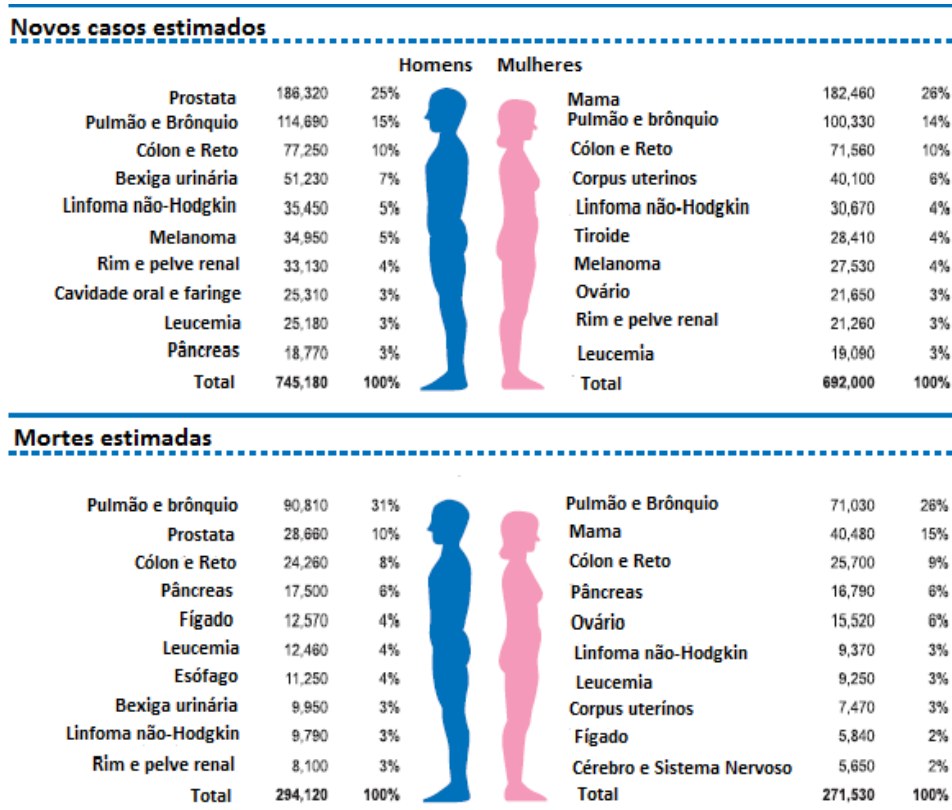 Novos casos estimados
Homens Mulheres
Prostata 186,320 25% Mama 182,460 26%
Pulmão e Brônquio 114,690 15% Pulmão e brônquio 100,330 14%
Cólon e Reto 77,250 10% Cólon e Reto 71,560 10%
Bexiga urinária 51,230 7% Corpus uterinos 40,100 6%
Linfoma não-Hodgkin 35,450 5% Linfoma não-Hodgkin 30,670 4%
Melanoma 34,950 5% Tiroide 28,410 4%
Rim e pelve renal 33,130 4% Melanoma 27,530 4%
Cavidade oral e faringe 25,310 3% Ovário 21,650 3%
Leucemia 25,180 3% Rim e pelve renal 21,260 3%
Pâncreas 18,770 3% Leucemia 19,090 3%
Total 745,180 100% Total 692,000 100%
Mortes estimadas
Pulmão e brônquio 90,810 31% Pulmão e Brônquio 71,030 26%
Prostata 28,660 10% Mama 40,480 15%
Cólon e Reto 24,260 8% Cólon e Reto 25,700 9%
Pâncreas 17,500 6% Pâncreas 16,790 6%
Fígado 12,570 4% Ovário 15,520 6%
Leucemia 12,460 4% Linfoma não-Hodgkin 9,370 3%
Esófago 11,250 4% Leucemia 9,250 3%
Bexiga urinária 9,950 3% Corpus uterínos 7,470 3%
Linfoma não-Hodgkin 9,790 3% Fígado 5,840 2%
Rim e pelve renal 8,100 3% Cérebro e Sistema Nervoso 5,650 2%
Total 294,120 100% Total 271,530 100%